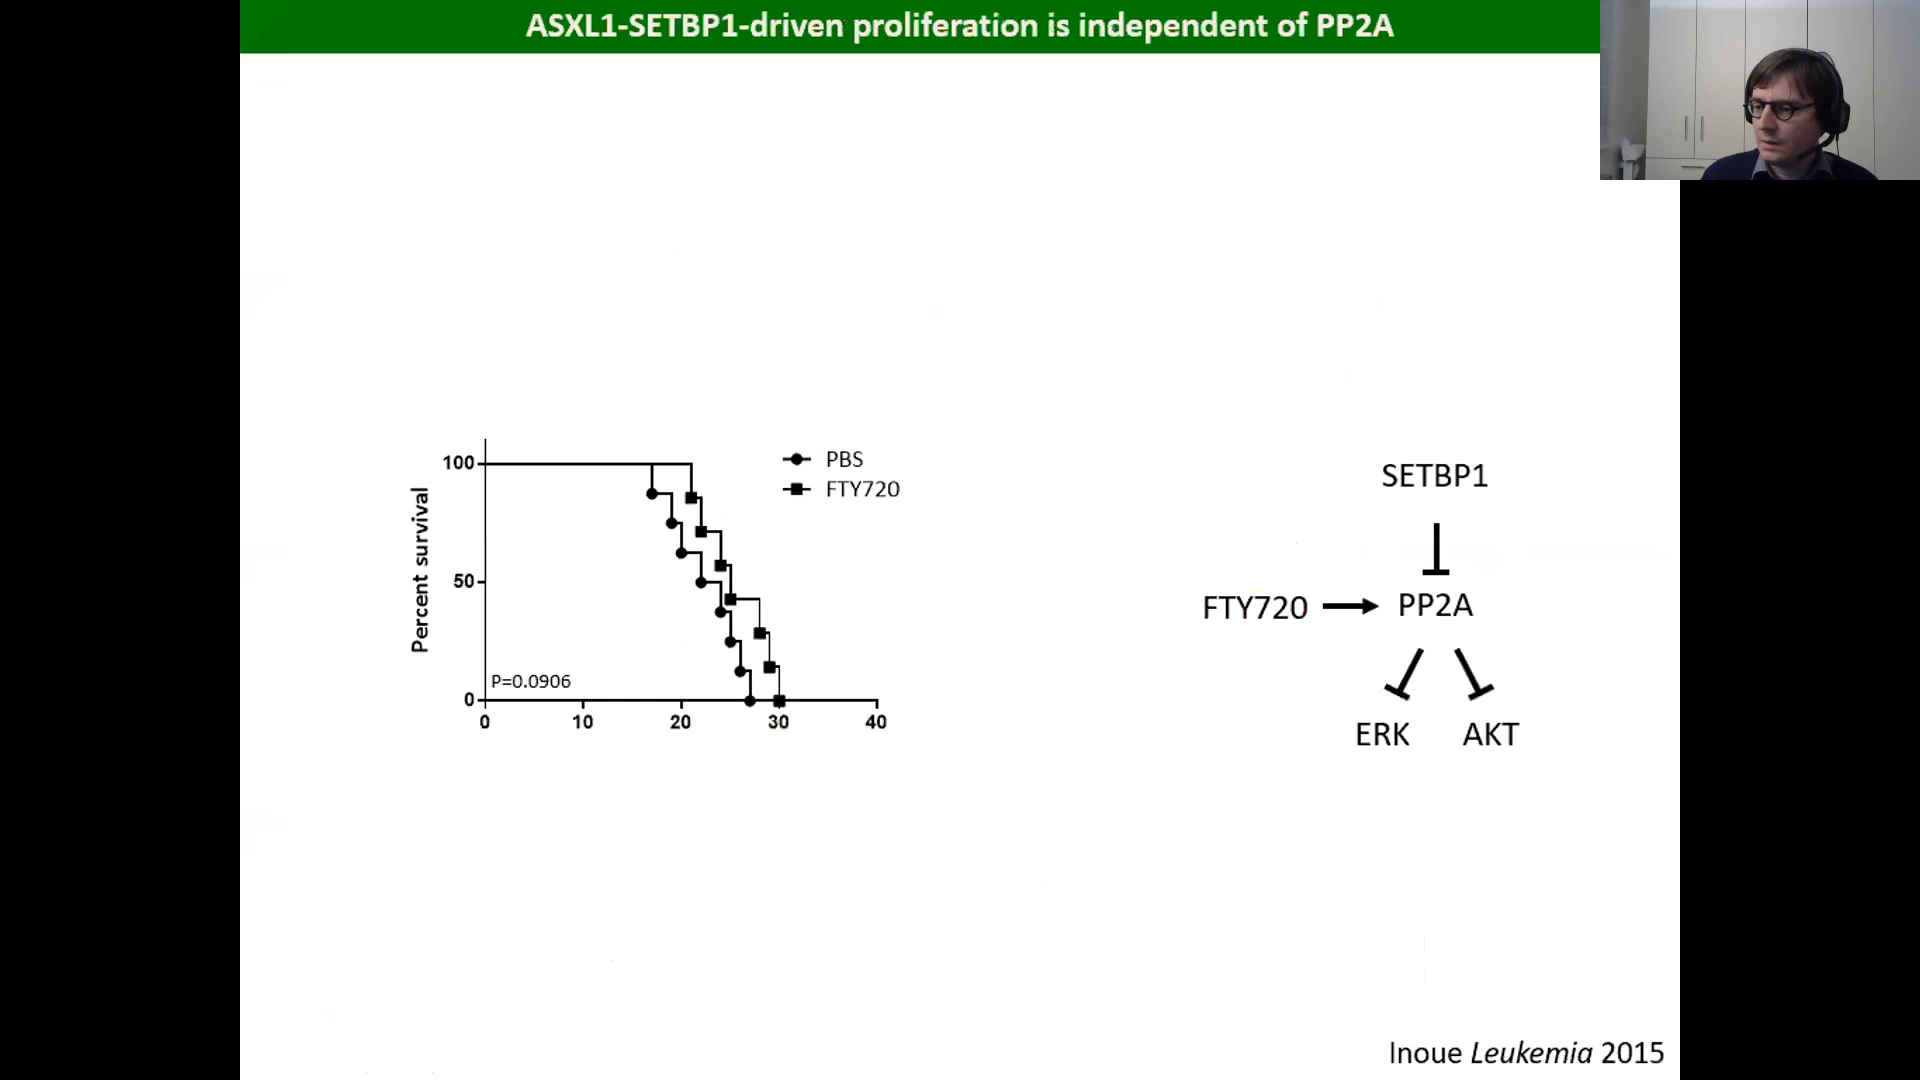 ASXL1-SETBP1-driven proliferation is independent of PP2A
PBS
FTY720
Percent survival
100
50
0
P=0.0906
0 10 20 30 40
SETBP1
FTY720 PP2A
ERK AKT
Inoue Leukemia 2015